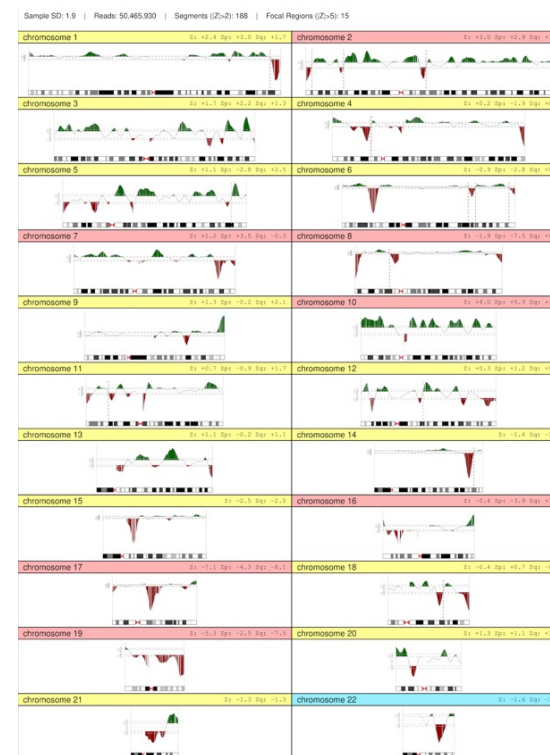 Sample SD: 1.9 | Reads: 50,465,930 | Segments (|Z|>2): 188 | Focal Regions (|Z|>5): 15
chromosome 1 Z: +2.4 Zp: +3.0 Zq: +1.7
chromosome 2 Z: +3.0 Zp: +2.9 Zq:
chromosome 3 Z: +1.7 Zp: +2.2 Zq: +1.3
chromosome 4 Z: +0.2 Zp: -1.9 Zq:
chromosome 5 Z: +1.1 Zp: -2.8 Zq: +2.5
chromosome 6 Z: -0.9 Zp: -2.8 Zq:
chromosome 7 Z: +1.2 Zp: +3.5 Zq: -0.3
chromosome 8 Z: -1.8 Zp: -7.5 Zq:
chromosome 9 Z: +1.3 Zp: -0.2 Zq: +2.1
chromosome 10 Z: +4.0 Zp: +5.3 Zq:
chromosome 11 Z: +0.7 Zp: -0.9 Zq: +1.7
chromosome 12 Z: +0.3 Zp: +1.2 Zq:
chromosome 13 Z: +1.1 Zp: -0.2 Zq: +1.1
chromosome 14 Z: -1.6
chromosome 15 Z: -2.5 Zq: -2.5
chromosome 16 Z: -0.6 Zp: -3.9 Zq:
chromosome 17 Z: -7.1 Zp: -4.3 Zq: -8.1
chromosome 18 Z: -0.4 Zp: +0.7 Zq:
chromosome 19 Z: -5.3 Zp: -2.5 Zq: -7.5
chromosome 20 Z: +1.3 Zp: +1.1 Zq:
chromosome 21 Z: -1.3 Zq: -1.3
chromosome 22 Z: -1.6